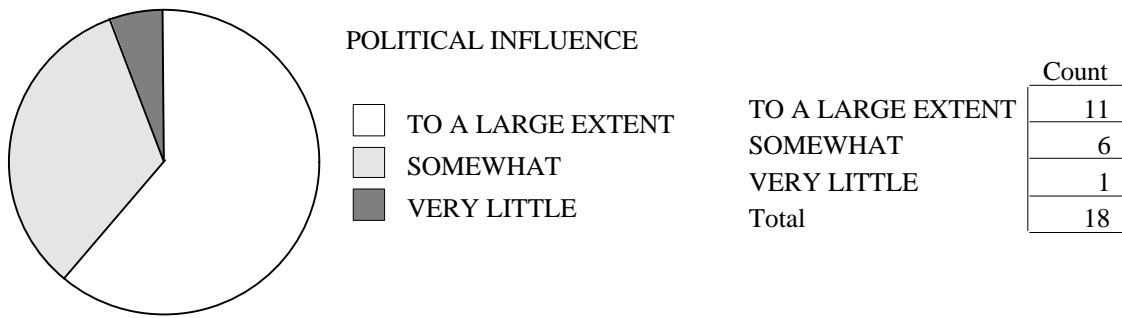 POLITICAL INFLUENCE
TO A LARGE EXTENT
SOMEWHAT
VERY LITTLE
Count
TO A LARGE EXTENT 11
SOMEWHAT 6
VERY LITTLE 1
Total 18